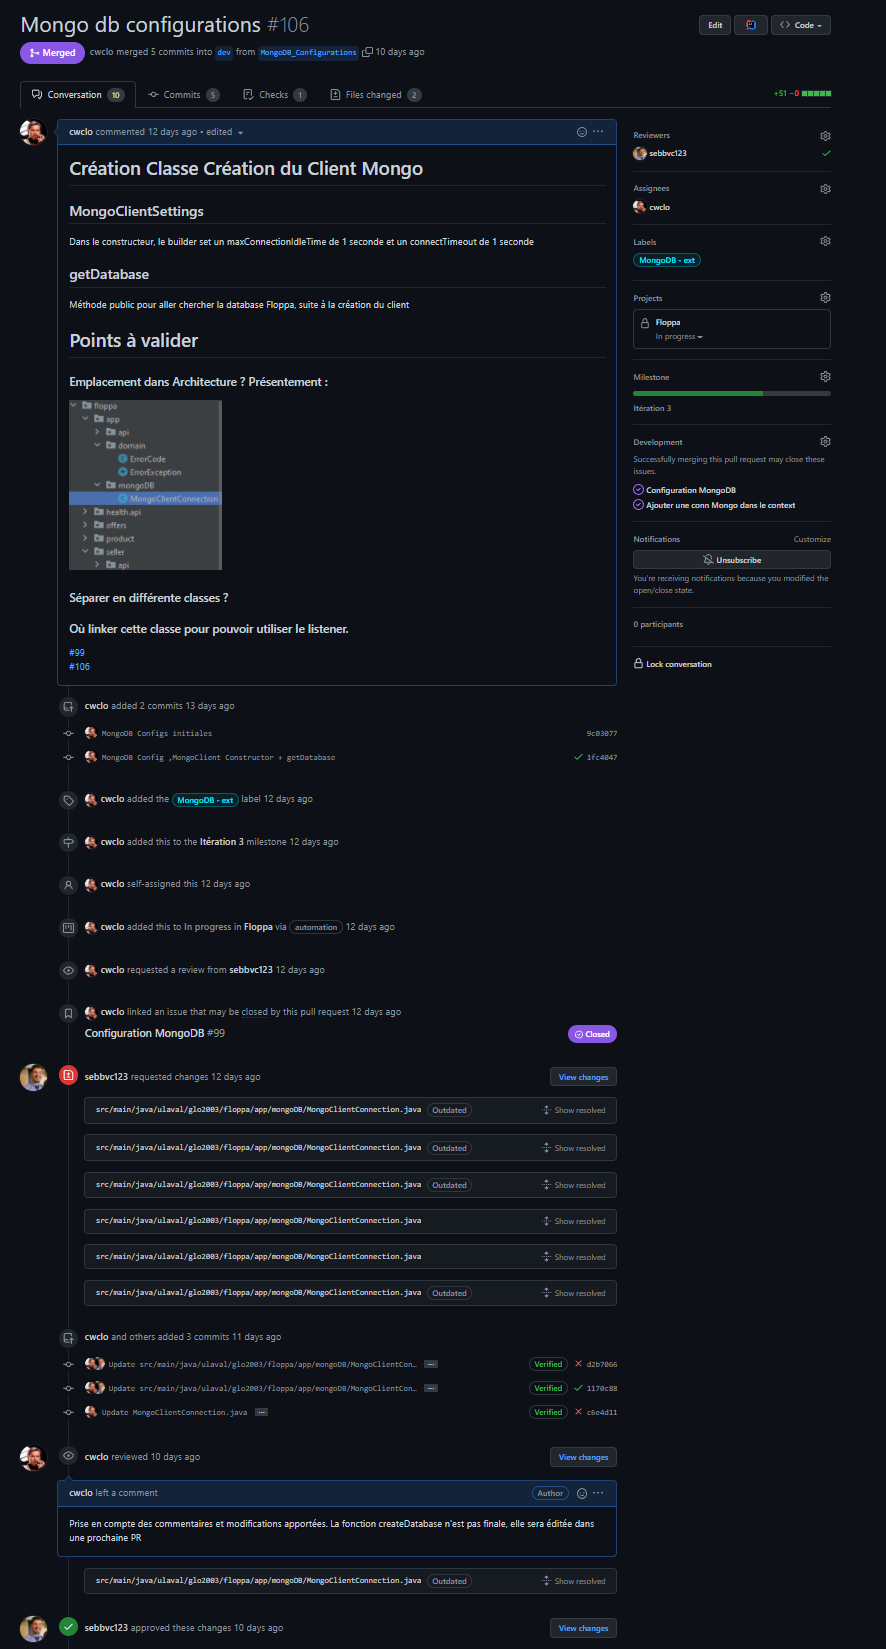 Mongo db configurations #106
Edit
Code
Merged
cwclo merged 5 commits into dev from MongoDB_Configurations 10 days ago
Conversation 10
Commits 5
Checks 1
Files changed 2
+51 −0
cwclo commented 12 days ago • edited
Création Classe Création du Client Mongo
MongoClientSettings
Dans le constructeur, le builder set un maxConnectionIdleTime de 1 seconde et un connectTimeout de 1 seconde
getDatabase
Méthode public pour aller chercher la database Floppa, suite à la création du client
Points à valider
Emplacement dans Architecture ? Présentement :
floppa
app
api
domain
ErrorCode
ErrorException
mongoDB
MongoClientConnection
health.api
offers
product
seller
api
Séparer en différente classes ?
Où linker cette classe pour pouvoir utiliser le listener.
#99
#106
Reviewers
sebbvc123
Assignees
cwclo
Labels
MongoDB - ext
Projects
Floppa
In progress
Milestone
Itération 3
Development
Successfully merging this pull request may close these
issues.
Configuration MongoDB
Ajouter une conn Mongo dans le context
Notifications
Customize
Unsubscribe
You're receiving notifications because you modified the
open/close state.
0 participants
Lock conversation
cwclo added 2 commits 13 days ago
MongoDB Configs initiales 9c03077
MongoDB Config ,MongoClient Constructor + getDatabase 1fc4047
cwclo added the MongoDB - ext label 12 days ago
cwclo added this to the Itération 3 milestone 12 days ago
cwclo self-assigned this 12 days ago
cwclo added this to In progress in Floppa via automation 12 days ago
cwclo requested a review from sebbvc123 12 days ago
cwclo linked an issue that may be closed by this pull request 12 days ago
Configuration MongoDB #99 Closed
sebbvc123 requested changes 12 days ago View changes
src/main/java/ulaval/glo2003/floppa/app/mongoDB/MongoClientConnection.java Outdated Show resolved
src/main/java/ulaval/glo2003/floppa/app/mongoDB/MongoClientConnection.java Outdated Show resolved
src/main/java/ulaval/glo2003/floppa/app/mongoDB/MongoClientConnection.java Outdated Show resolved
src/main/java/ulaval/glo2003/floppa/app/mongoDB/MongoClientConnection.java Show resolved
src/main/java/ulaval/glo2003/floppa/app/mongoDB/MongoClientConnection.java Show resolved
src/main/java/ulaval/glo2003/floppa/app/mongoDB/MongoClientConnection.java Outdated Show resolved
cwclo and others added 3 commits 11 days ago
Update src/main/java/ulaval/glo2003/floppa/app/mongoDB/MongoClientCon… Verified d2b7066
Update src/main/java/ulaval/glo2003/floppa/app/mongoDB/MongoClientCon… Verified 1170c88
Update MongoClientConnection.java Verified c6e4d11
cwclo reviewed 10 days ago View changes
cwclo left a comment Author
Prise en compte des commentaires et modifications apportées. La fonction createDatabase n'est pas finale, elle sera éditée dans
une prochaine PR
src/main/java/ulaval/glo2003/floppa/app/mongoDB/MongoClientConnection.java Outdated Show resolved
sebbvc123 approved these changes 10 days ago View changes